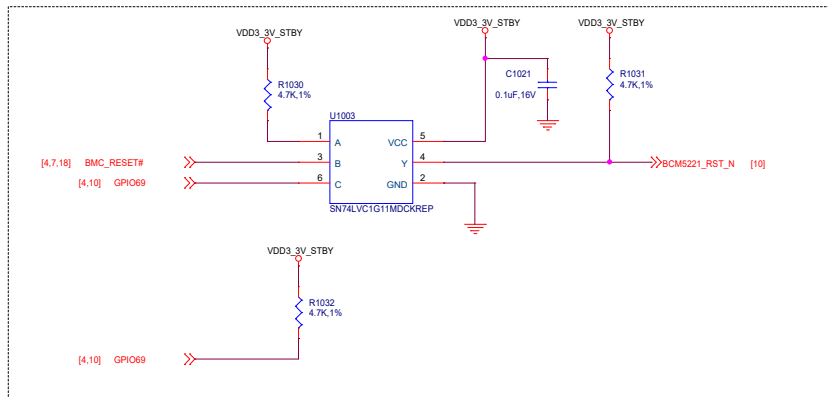 VDD3_3V_STBY
VDD3_3V_STBY
VDD3_3V_STBY
R1030
4.7K,1%
C1021
0.1uF,16V
R1031
4.7K,1%
U1003
1 A VCC 5
[4,7,18] BMC_RESET# 3 B Y 4 BCM5221_RST_N [10]
[4,10] GPIO69 6 C GND 2
SN74LVC1G11MDCKREP
VDD3_3V_STBY
R1032
4.7K,1%
[4,10] GPIO69